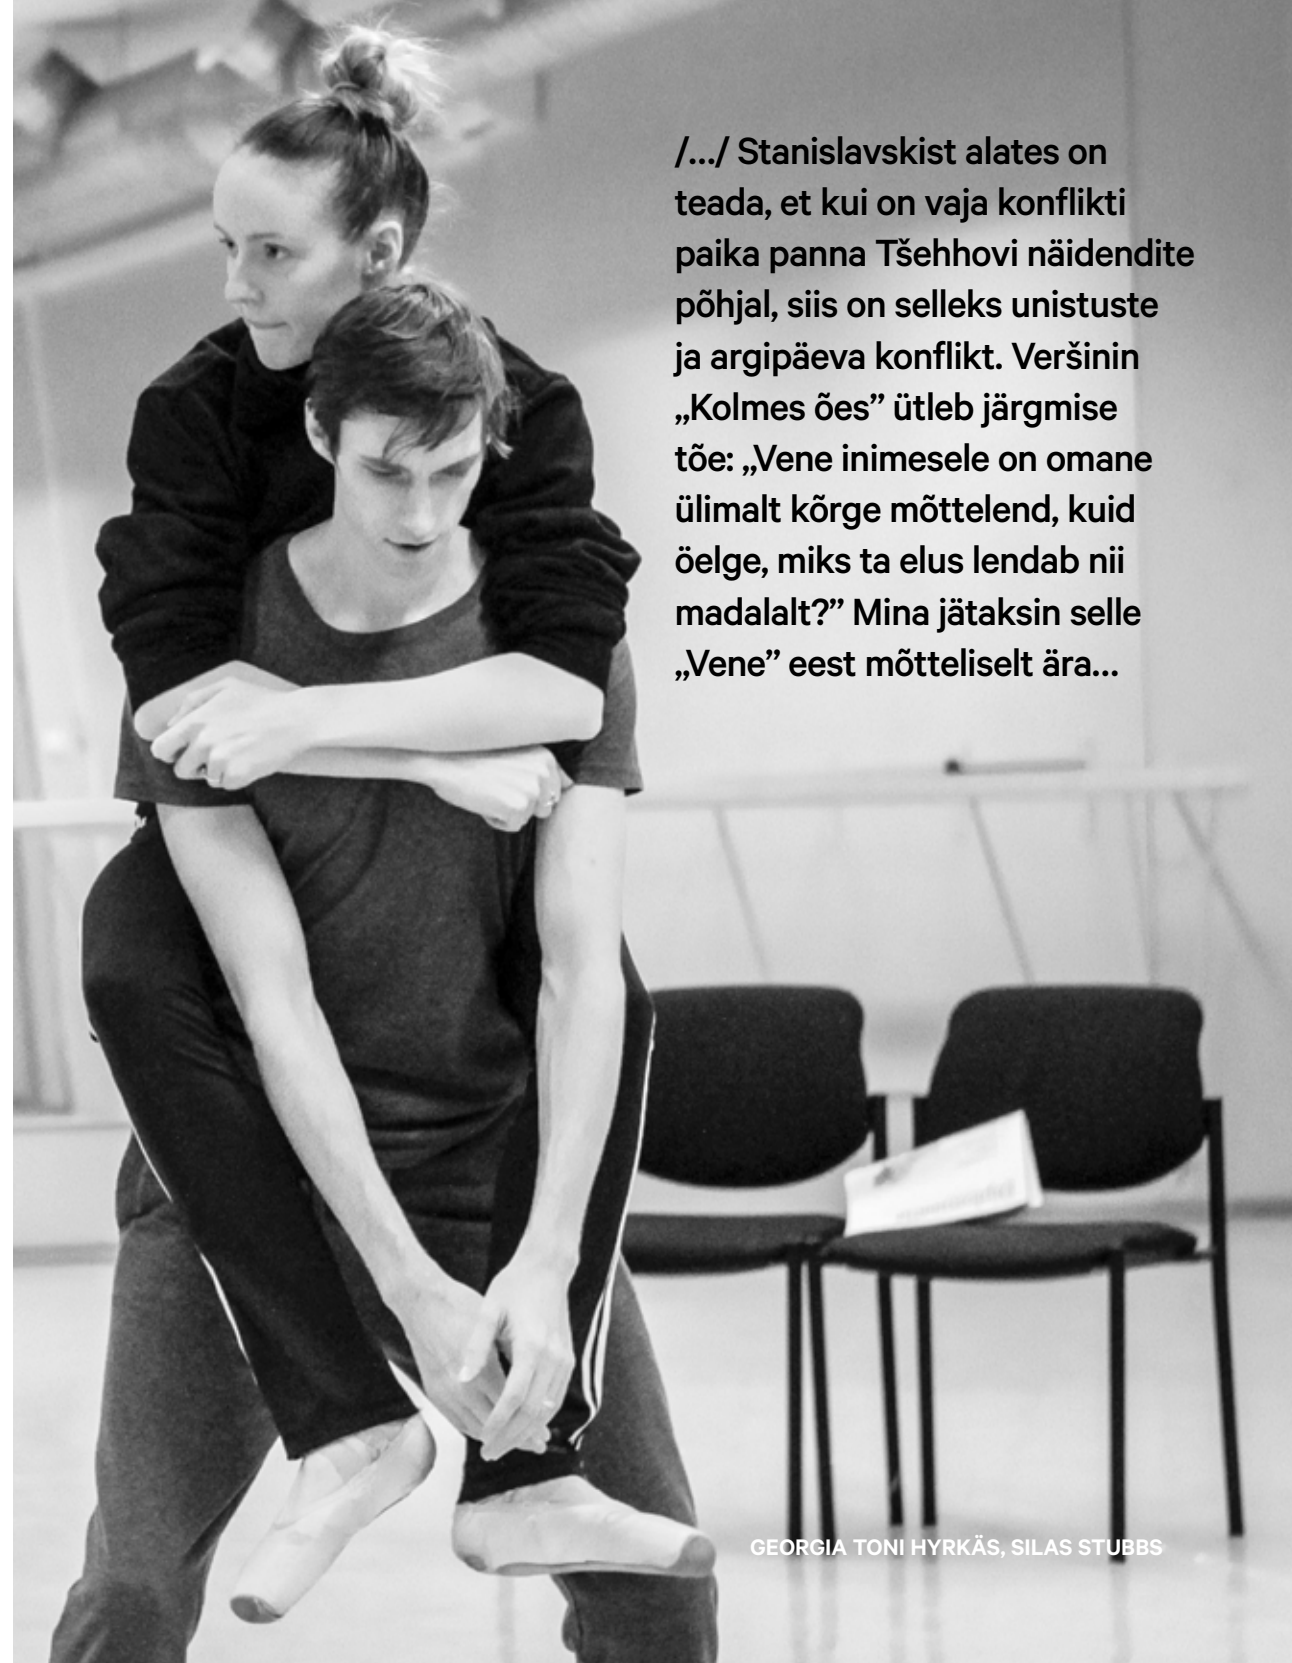 /.../ Stanislavskist alates on
teada, et kui on vaja konflikti
paika panna Tšehhovi näidendite
põhjal, siis on selleks unistuste
ja argipäeva konflikt. Veršinin
„Kolmes ões” ütleb järgmise
tõe: „Vene inimesele on omane
ülimalt kõrge mõttelend, kuid
öelge, miks ta elus lendab nii
madalalt?” Mina jätaksin selle
„Vene” eest mõtteliselt ära...
GEORGIA TONI HYRKÄS, SILAS STUBBS